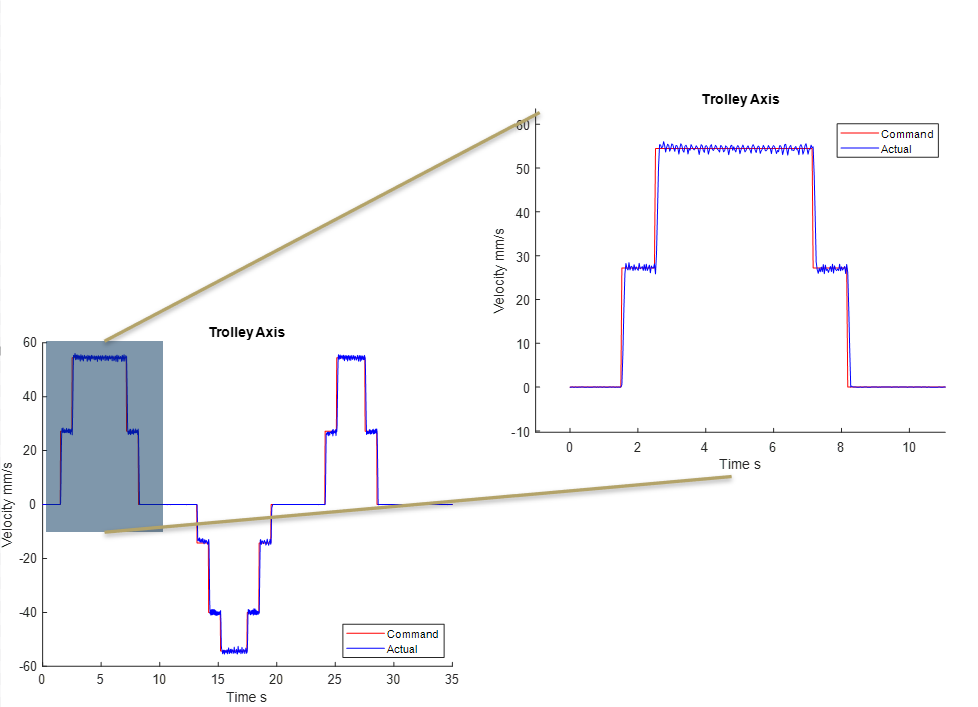 Trolley Axis
60
50
40
30
20
10
0
-10
Velocity mm/s
Command
Actual
0 2 4 6 8 10
Time s
Trolley Axis
60
40
20
0
-20
-40
-60
Velocity mm/s
Command
Actual
0 5 10 15 20 25 30 35
Time s